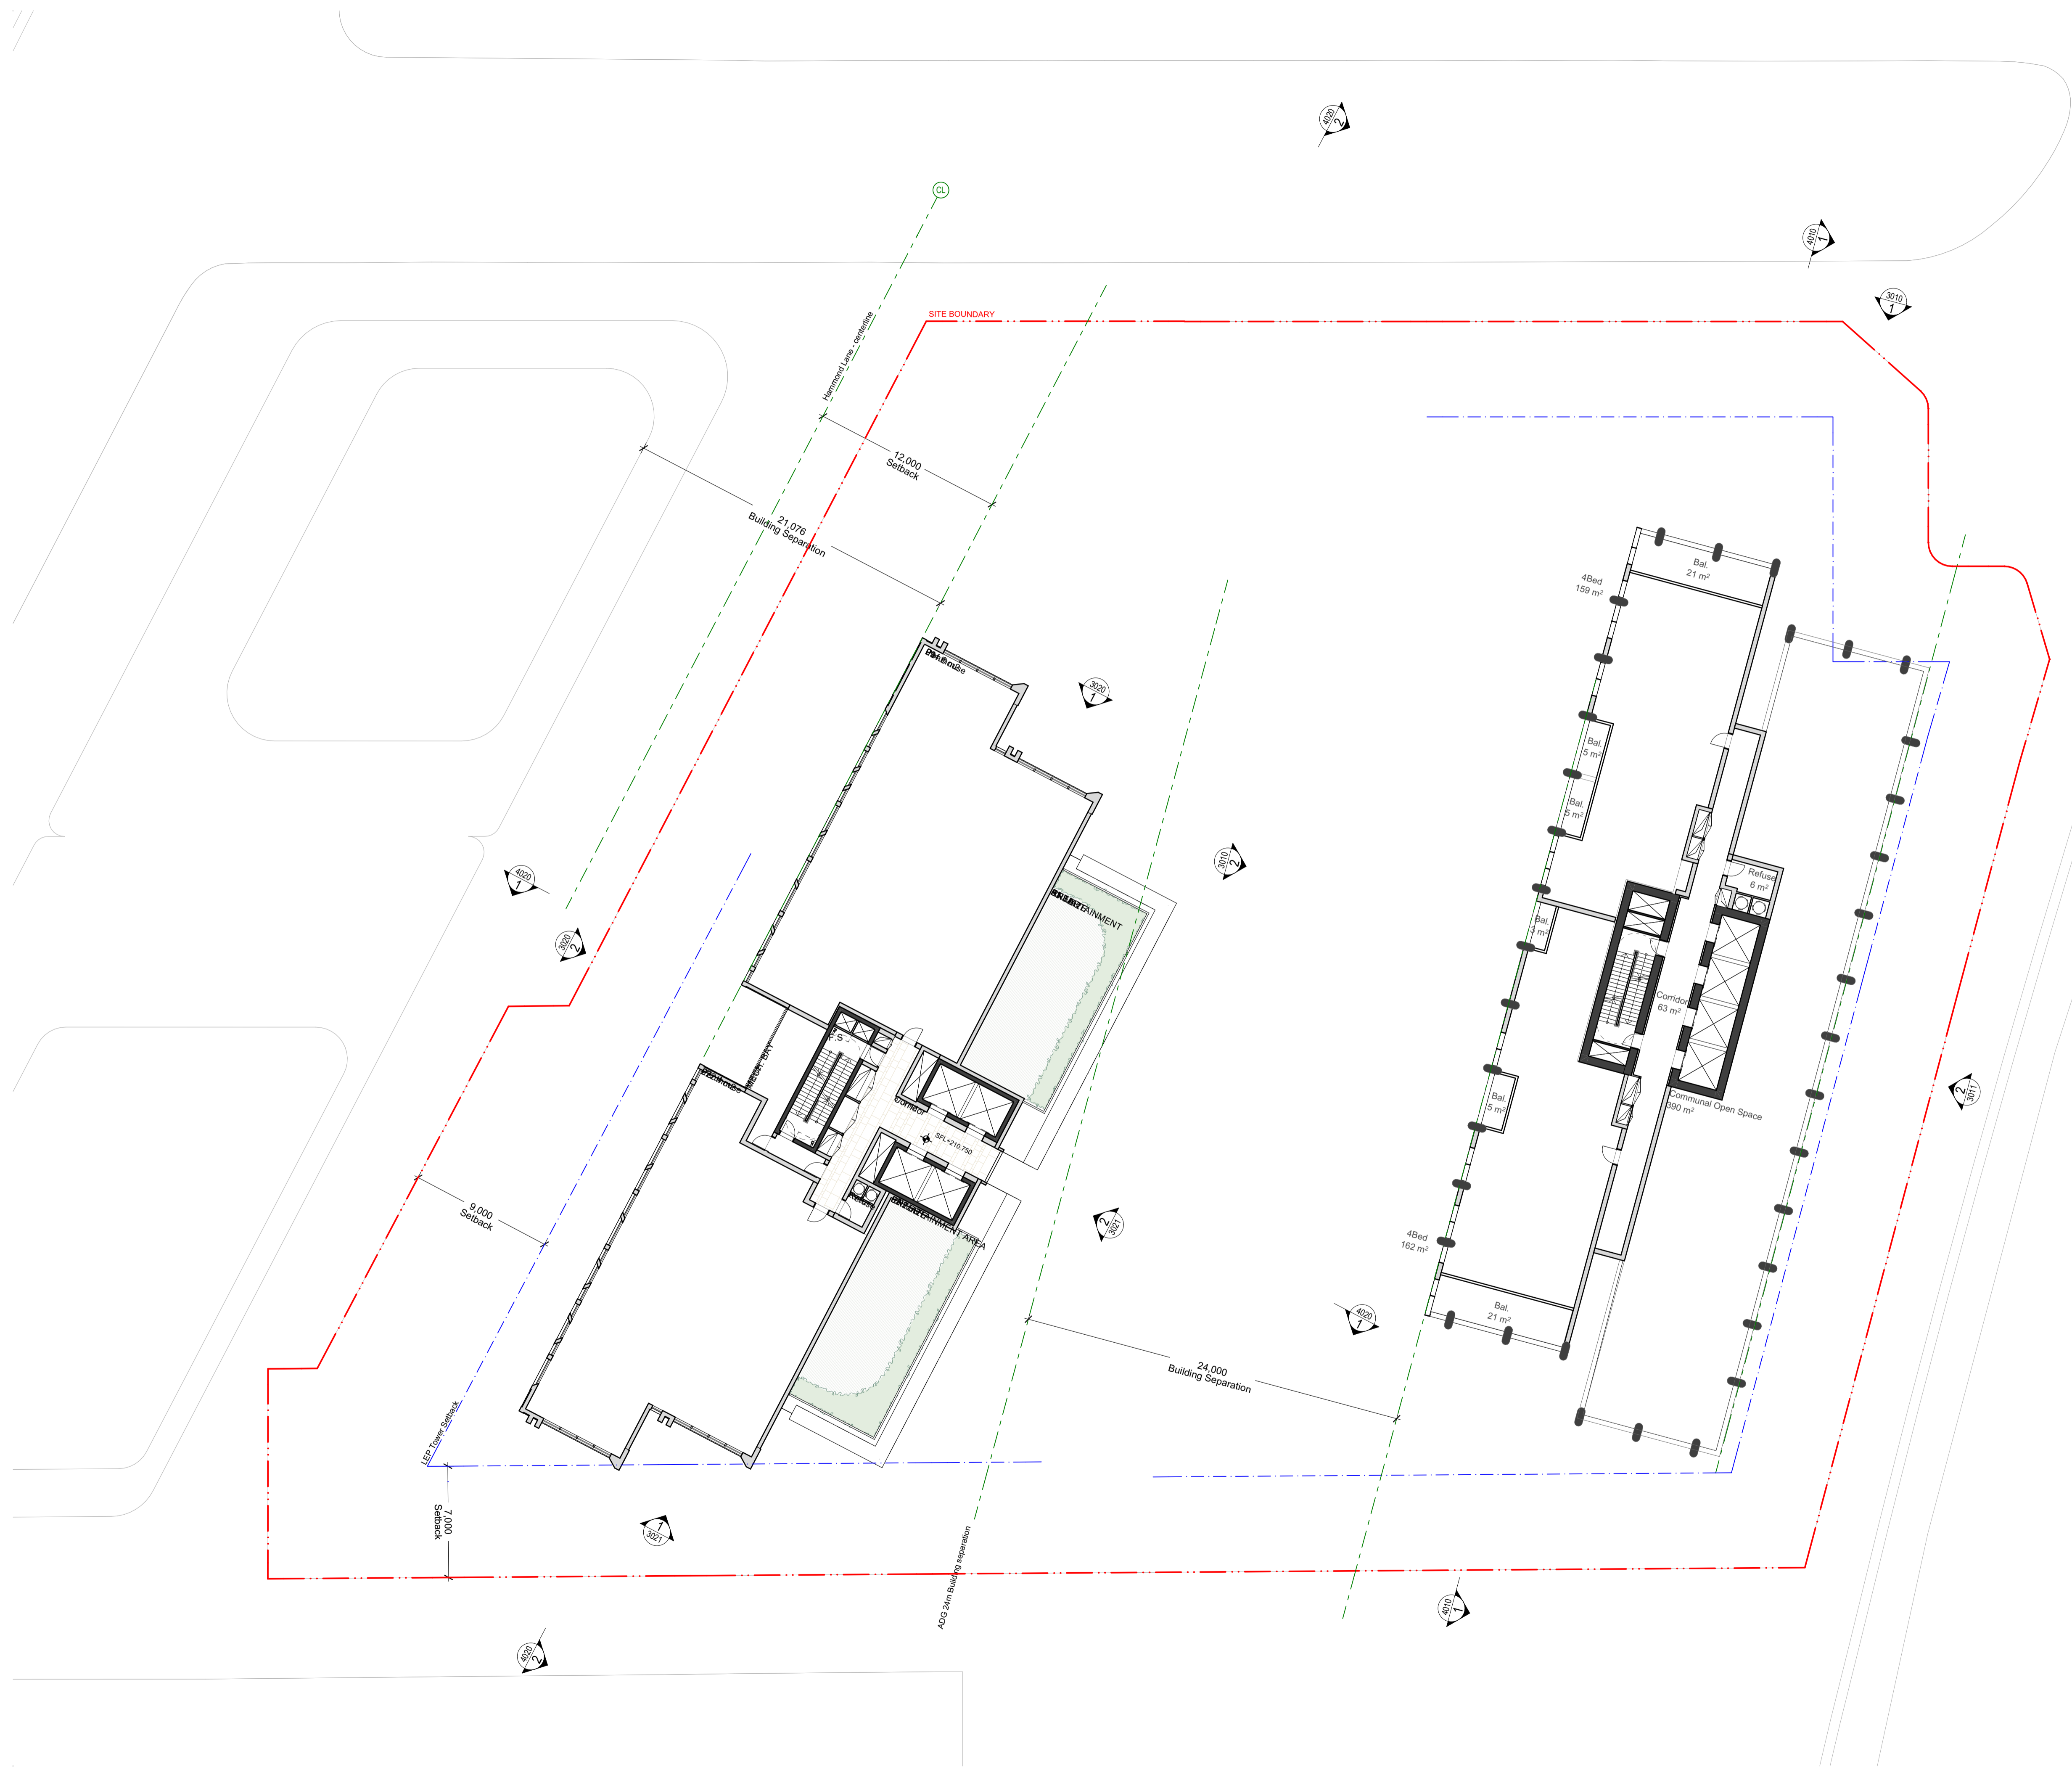 4020
2
CL
4010
1
3010
1
SITE BOUNDARY
Hammond Lane - centerline
12,000
Setback
21,076
Building Separation
Bal.
21 m²
4Bed
159 m²
3020
1
Bal.
5 m²
Bal.
5 m²
3010
2
4020
1
Refuse
6 m²
3020
2
Bal.
3 m²
Corridor
63 m²
F.S
MECH. BAY
Corridor
SFL+210.750
Bal.
5 m²
Communal Open Space
390 m²
2
3011
Refuse
9,000
Setback
2
3021
4Bed
162 m²
Bal.
21 m²
4020
1
24,000
Building Separation
LEP Tower Setback
7,000
Setback
1
3021
ADG 24m Building separation
4010
1
4020
2